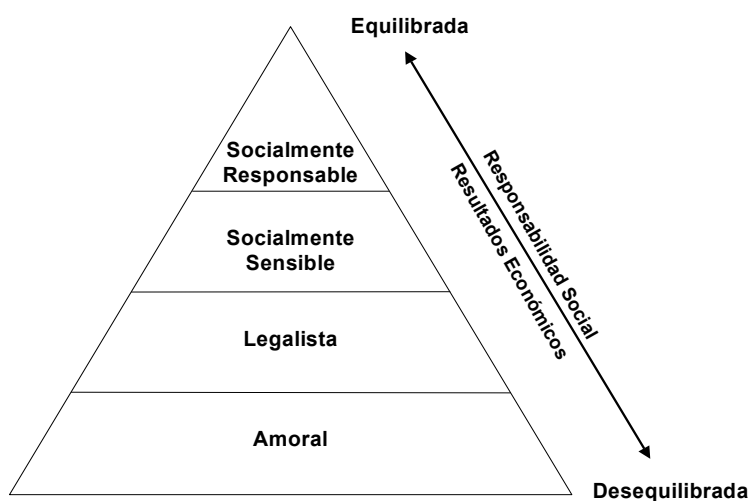 Equilibrada
Socialmente
Responsable
Responsabilidad Social
Resultados Económicos
Socialmente
Sensible
Legalista
Amoral
Desequilibrada